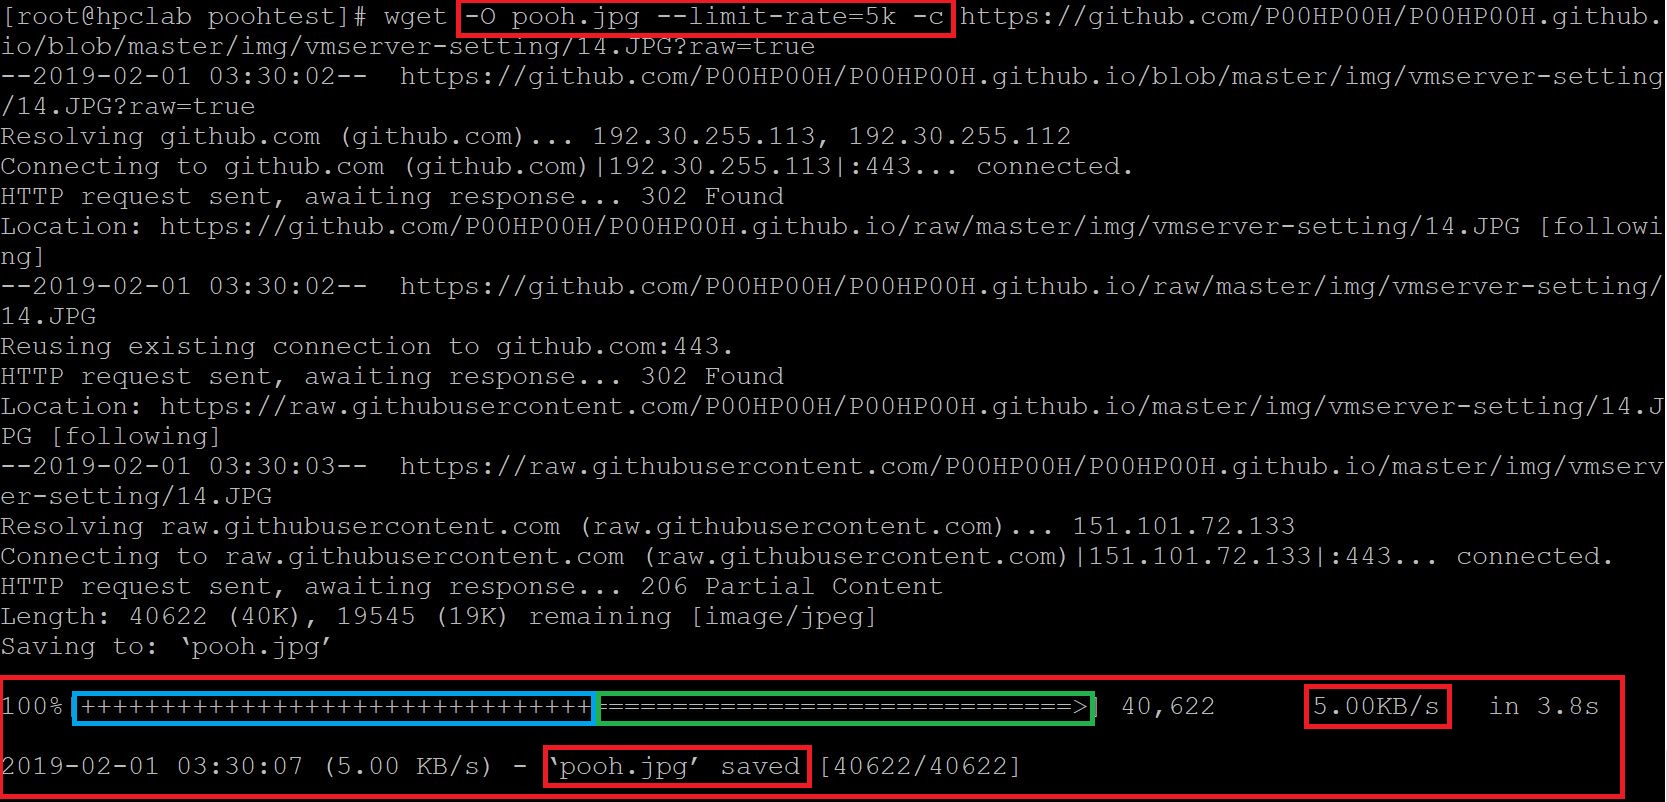 [root@hpclab poohtest]# wget -O pooh.jpg --limit-rate=5k -c https://github.com/P00HP00H/P00HP00H.github.
io/blob/master/img/vmserver-setting/14.JPG?raw=true
--2019-02-01 03:30:02--  https://github.com/P00HP00H/P00HP00H.github.io/blob/master/img/vmserver-setting
/14.JPG?raw=true
Resolving github.com (github.com)... 192.30.255.113, 192.30.255.112
Connecting to github.com (github.com)|192.30.255.113|:443... connected.
HTTP request sent, awaiting response... 302 Found
Location: https://github.com/P00HP00H/P00HP00H.github.io/raw/master/img/vmserver-setting/14.JPG [followi
ng]
--2019-02-01 03:30:02--  https://github.com/P00HP00H/P00HP00H.github.io/raw/master/img/vmserver-setting/
14.JPG
Reusing existing connection to github.com:443.
HTTP request sent, awaiting response... 302 Found
Location: https://raw.githubusercontent.com/P00HP00H/P00HP00H.github.io/master/img/vmserver-setting/14.J
PG [following]
--2019-02-01 03:30:03--  https://raw.githubusercontent.com/P00HP00H/P00HP00H.github.io/master/img/vmserv
er-setting/14.JPG
Resolving raw.githubusercontent.com (raw.githubusercontent.com)... 151.101.72.133
Connecting to raw.githubusercontent.com (raw.githubusercontent.com)|151.101.72.133|:443... connected.
HTTP request sent, awaiting response... 206 Partial Content
Length: 40622 (40K), 19545 (19K) remaining [image/jpeg]
Saving to: ‘pooh.jpg’
100%[++++++++++++++++++++++++++++++++===============================>] 40,622      5.00KB/s   in 3.8s
2019-02-01 03:30:07 (5.00 KB/s) - ‘pooh.jpg’ saved [40622/40622]